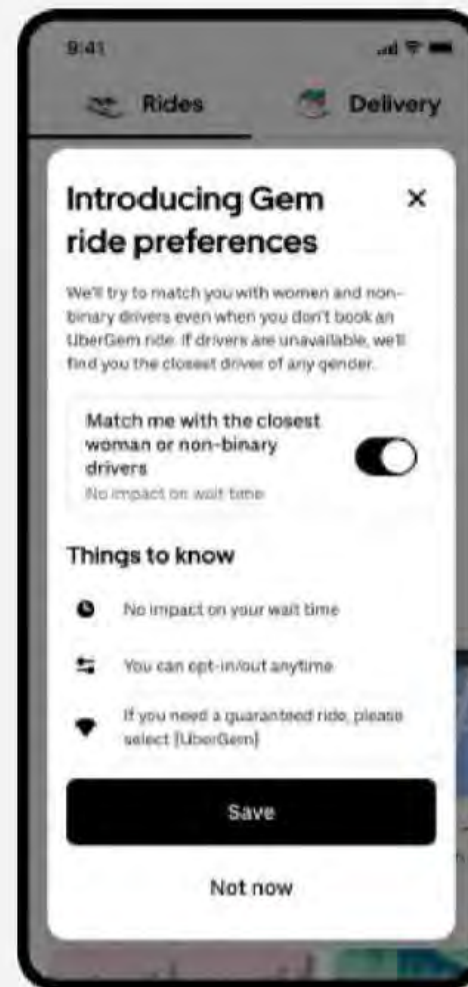 9:41
Rides Delivery
Introducing Gem
ride preferences
We'll try to match you with women and non-
binary drivers even when you don't book an
UberGem ride. If drivers are unavailable, we'll
find you the closest driver of any gender.
Match me with the closest
woman or non-binary
drivers
No impact on wait time
Things to know
No impact on your wait time
You can opt-in/out anytime
If you need a guaranteed ride, please
select [UberGem]
Save
Not now